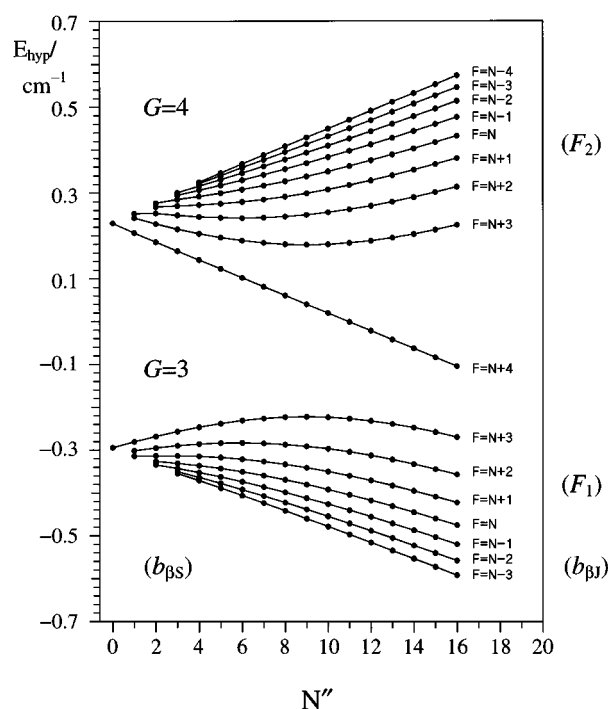 E_hyp/
cm⁻¹
0.7
0.5
0.3
0.1
−0.1
−0.3
−0.5
−0.7
G=4
F=N−4
F=N−3
F=N−2
F=N−1
F=N
F=N+1
F=N+2
F=N+3
F=N+4
(F₂)
G=3
F=N+3
F=N+2
F=N+1
F=N
F=N−1
F=N−2
F=N−3
(F₁)
(b_βS)
(b_βJ)
0 2 4 6 8 10 12 14 16 18 20
N″